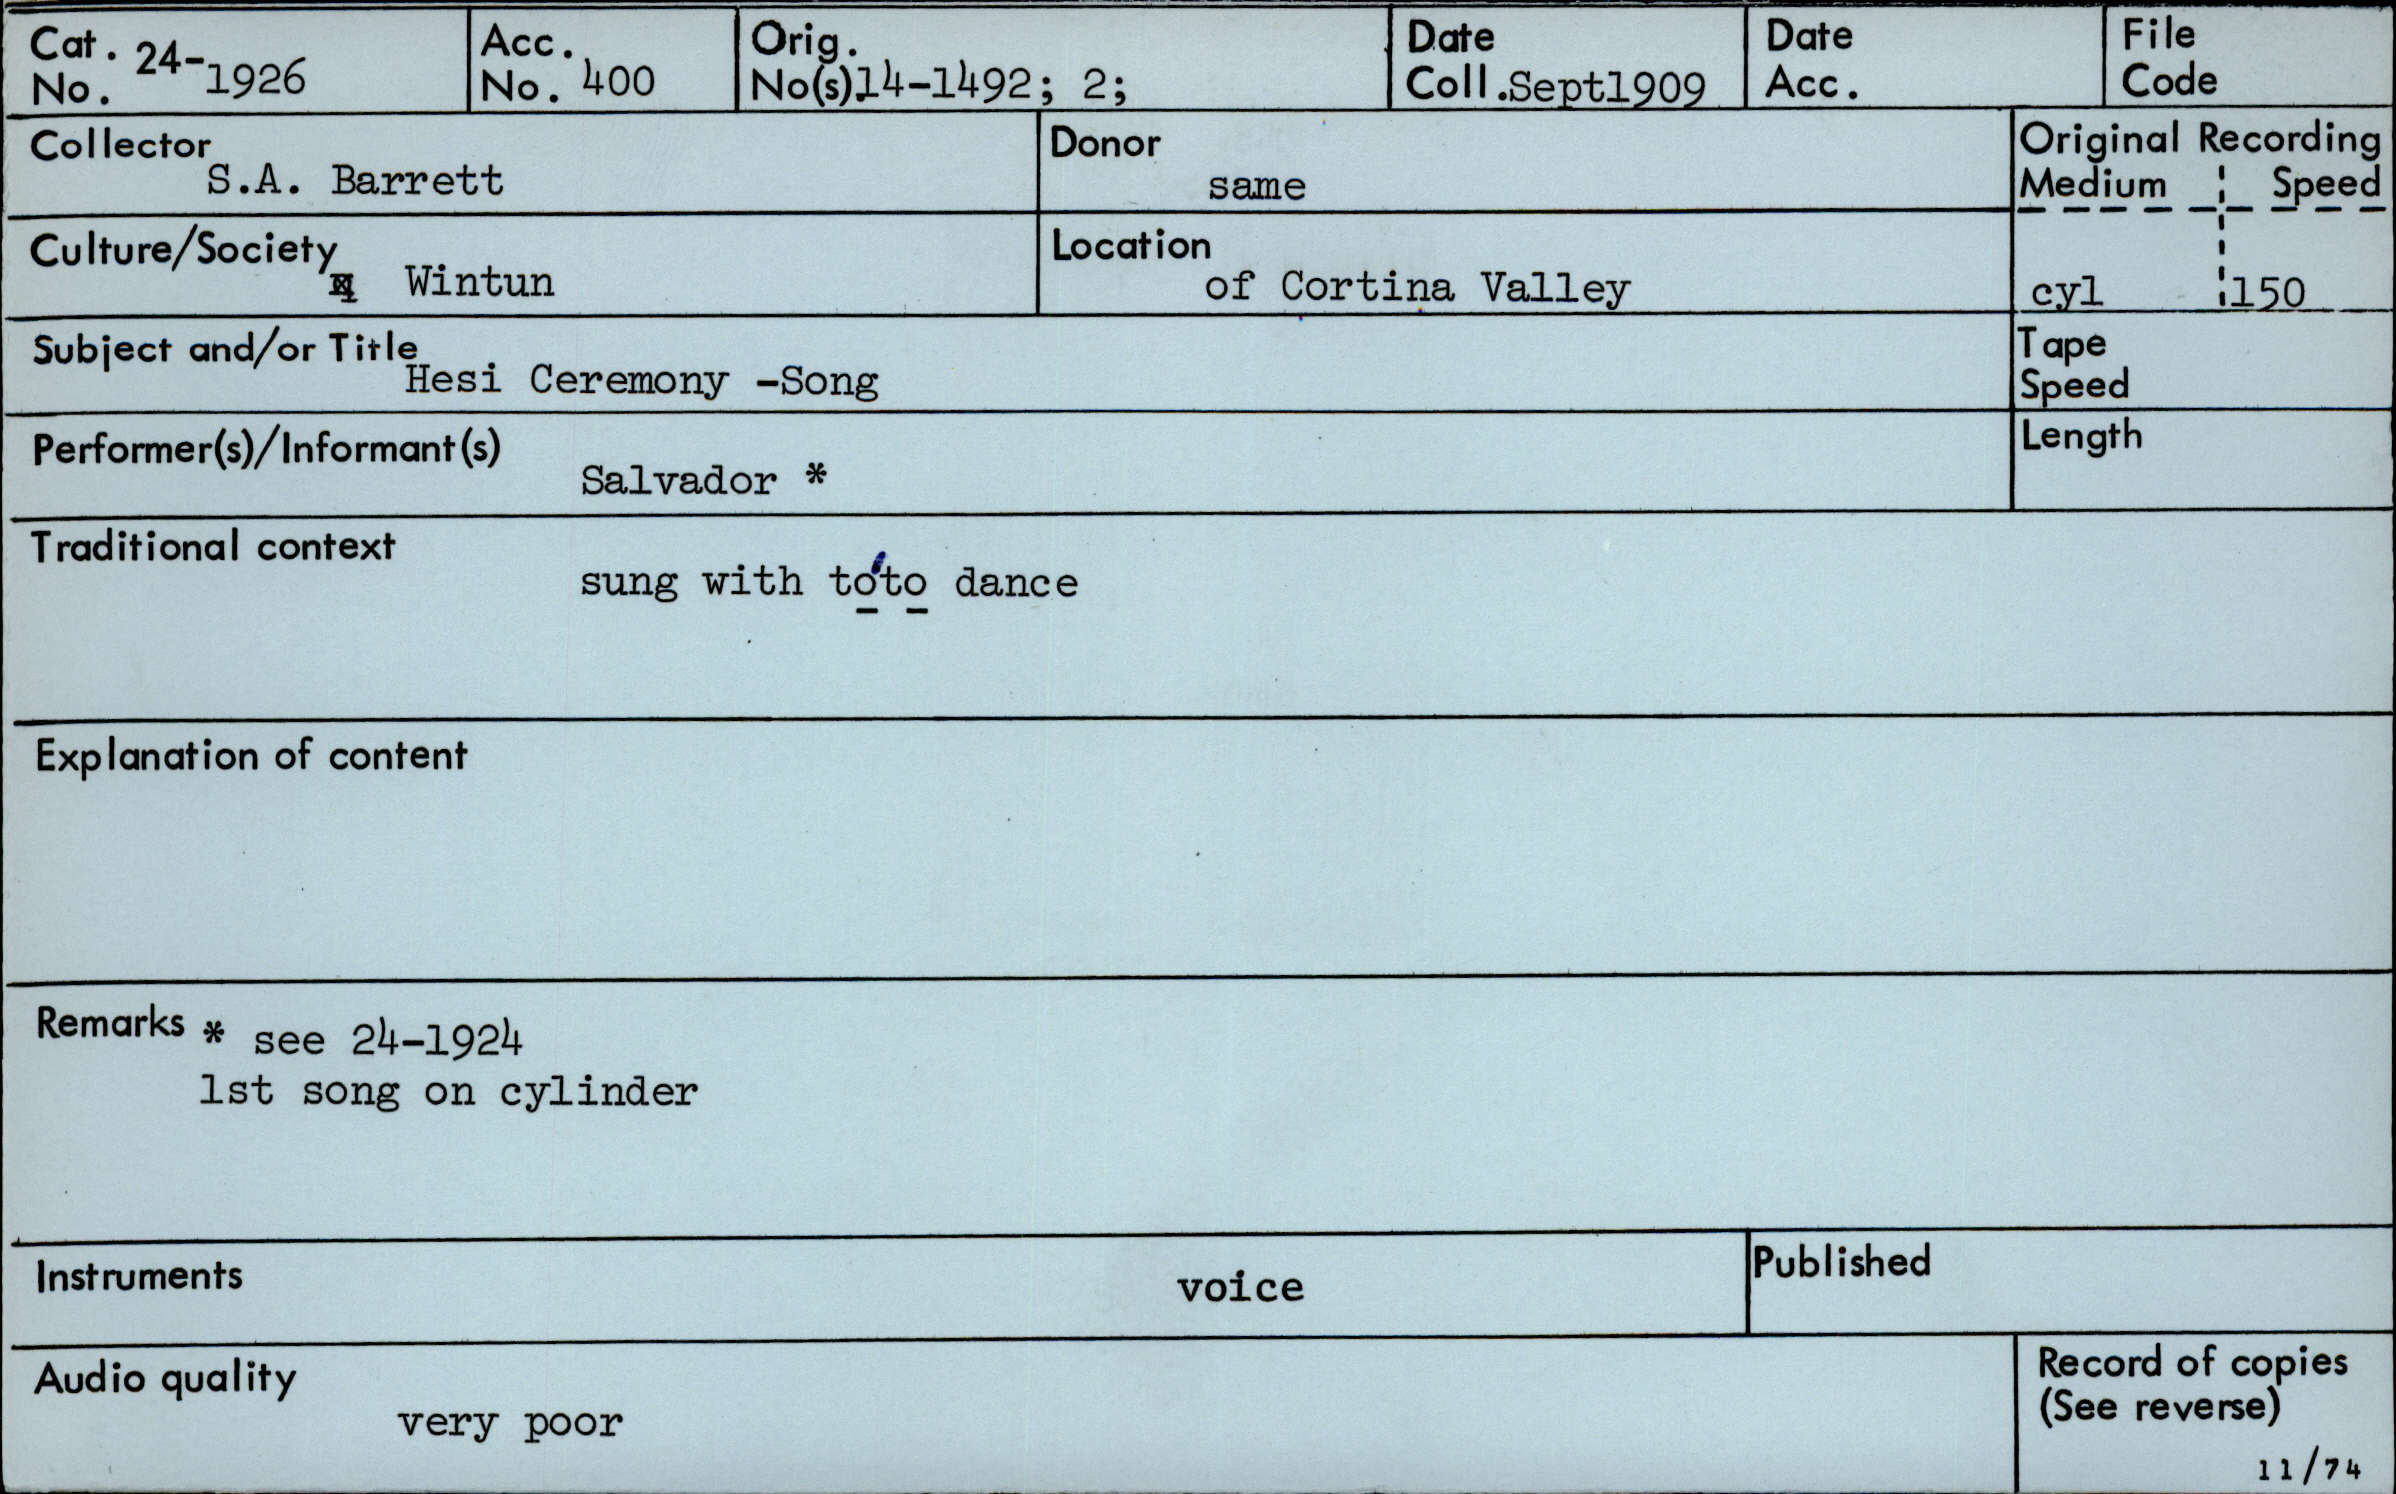 Cat. No. 24-1926
Acc. No. 400
Orig. No(s).14-1492; 2;
Date Coll.Sept1909
Date Acc.
File Code
Collector
S.A. Barrett
Donor
same
Original Recording
Medium Speed
cyl 150
Culture/Society
Wintun
Location
of Cortina Valley
Subject and/or Title
Hesi Ceremony -Song
Tape Speed
Performer(s)/Informant(s)
Salvador *
Length
Traditional context
sung with tó̱to̱ dance
Explanation of content
Remarks * see 24-1924
1st song on cylinder
Instruments
voice
Published
Audio quality
very poor
Record of copies
(See reverse)
11/74